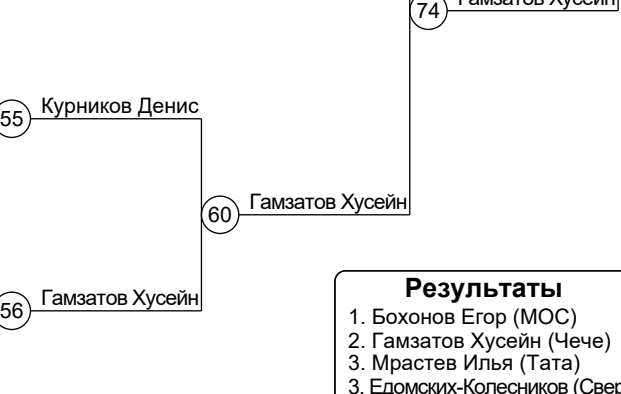 74 Гамзатов Хусейн
55 Курников Денис
60 Гамзатов Хусейн
56 Гамзатов Хусейн
Результаты
1. Бохонов Егор (МОС)
2. Гамзатов Хусейн (Чече)
3. Мрастев Илья (Тата)
3. Едомских-Колесников (Свер